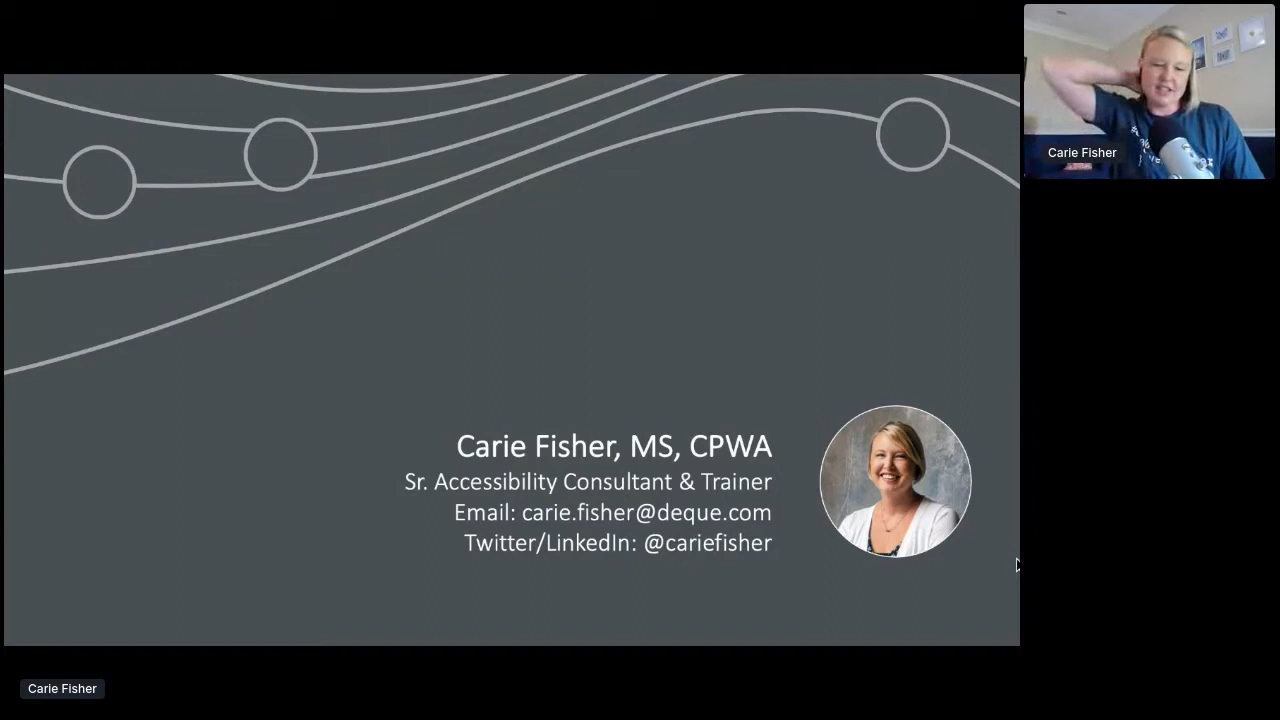 Carie Fisher
Carie Fisher, MS, CPWA
Sr. Accessibility Consultant & Trainer
Email: carie.fisher@deque.com
Twitter/LinkedIn: @cariefisher
Carie Fisher